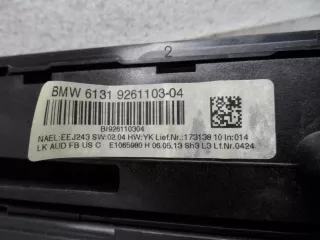 2
BMW 6131 9261103-04
BI926110304
NAEL:EEJ243 SW:02.04 HW:YK Lief.Nr.:173138 10 In:014
LK AUD FB US C E1065980 H 06.05.13 Sh3 L3 Lf.Nr.0424